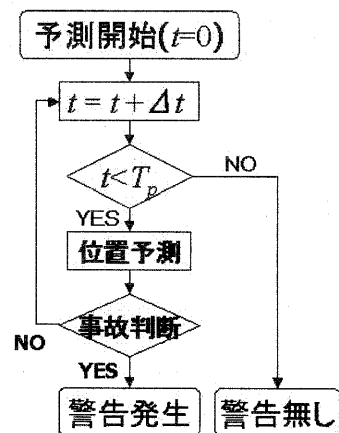 予測開始(t=0)
t = t + Δt
t<Tp
NO
YES
位置予測
事故判断
NO
YES
警告発生
警告無し